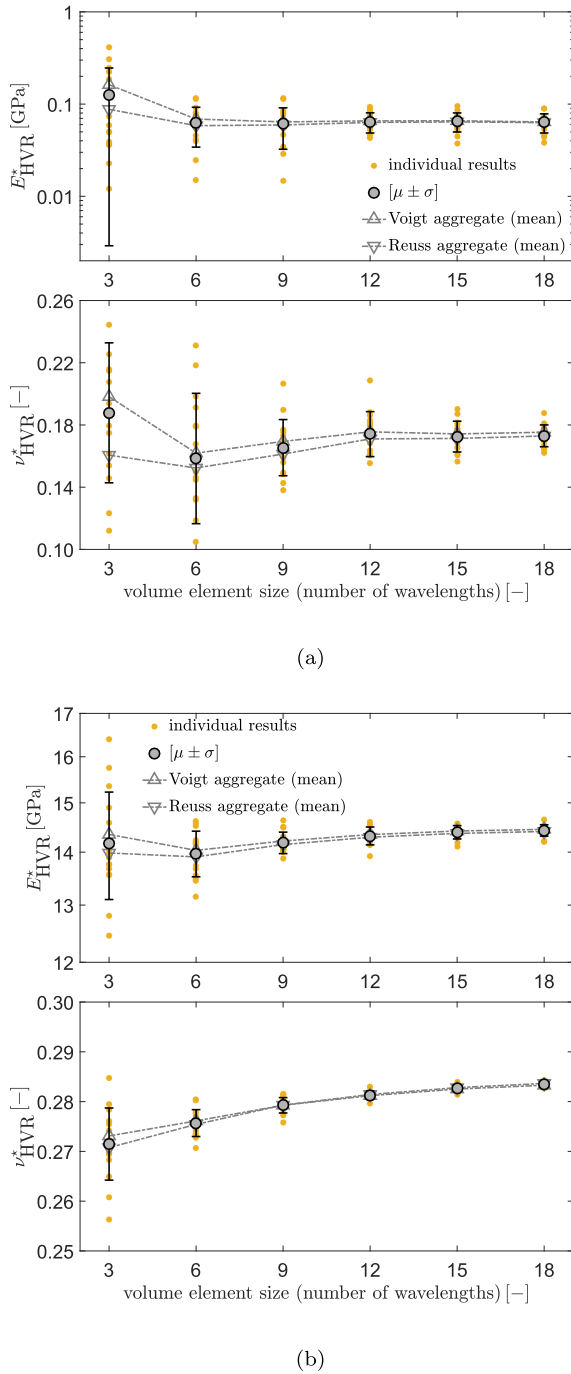 1
0.1
0.01
E*HVR [GPa]
individual results
[μ ± σ]
Voigt aggregate (mean)
Reuss aggregate (mean)
3 6 9 12 15 18
0.26
0.22
0.18
0.14
0.10
ν*HVR [−]
3 6 9 12 15 18
volume element size (number of wavelengths) [−]
(a)
17
16
15
14
13
12
E*HVR [GPa]
individual results
[μ ± σ]
Voigt aggregate (mean)
Reuss aggregate (mean)
3 6 9 12 15 18
0.30
0.29
0.28
0.27
0.26
0.25
ν*HVR [−]
3 6 9 12 15 18
volume element size (number of wavelengths) [−]
(b)